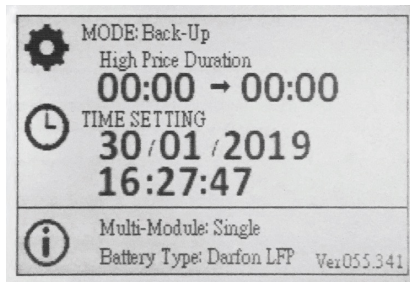 MODE: Back-Up
High Price Duration
00:00 → 00:00
TIME SETTING
30/01/2019
16:27:47
Multi-Module: Single
Battery Type: Darfon LFP Ver055.341